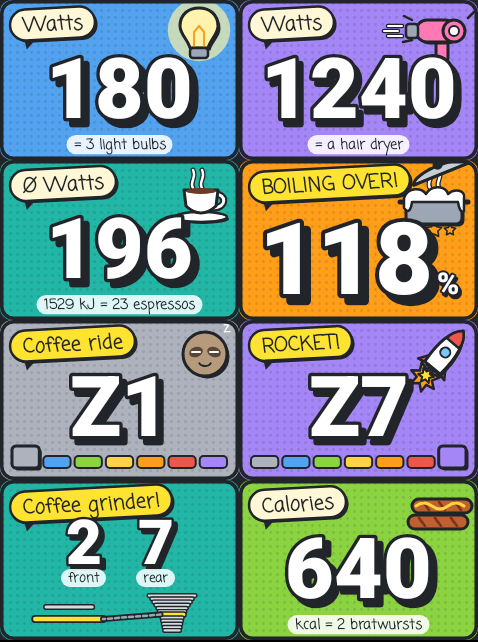 Watts
180
= 3 light bulbs
Watts
1240
= a hair dryer
Ø Watts
196
1529 kJ = 23 espressos
BOILING OVER!
118%
Coffee ride
z
Z1
ROCKET!
Z7
Coffee grinder!
2 7
front rear
Calories
640
kcal = 2 bratwursts